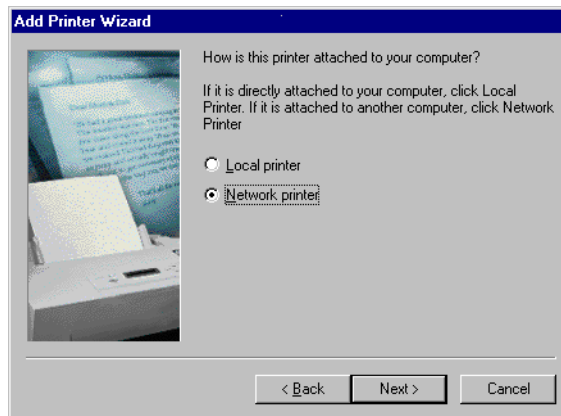 Add Printer Wizard
How is this printer attached to your computer?
If it is directly attached to your computer, click Local
Printer. If it is attached to another computer, click Network
Printer
Local printer
Network printer
< Back
Next >
Cancel